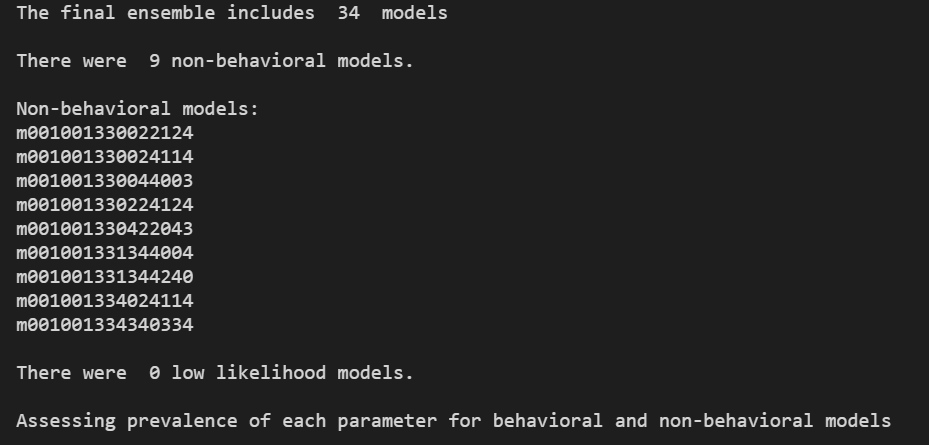 The final ensemble includes  34  models
There were  9 non-behavioral models.
Non-behavioral models:
m001001330022124
m001001330024114
m001001330044003
m001001330224124
m001001330422043
m001001331344004
m001001331344240
m001001334024114
m001001334340334
There were  0 low likelihood models.
Assessing prevalence of each parameter for behavioral and non-behavioral models